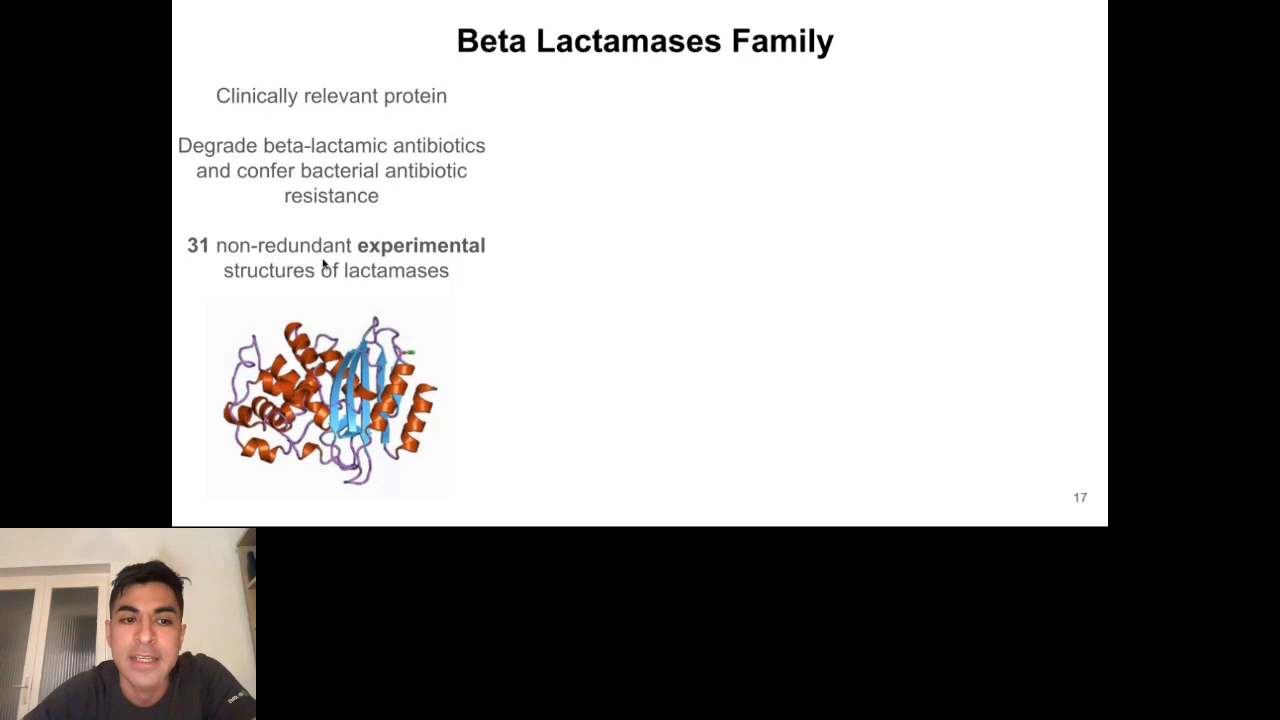 Beta Lactamases Family
Clinically relevant protein
Degrade beta-lactamic antibiotics
and confer bacterial antibiotic
resistance
31 non-redundant experimental
structures of lactamases
17